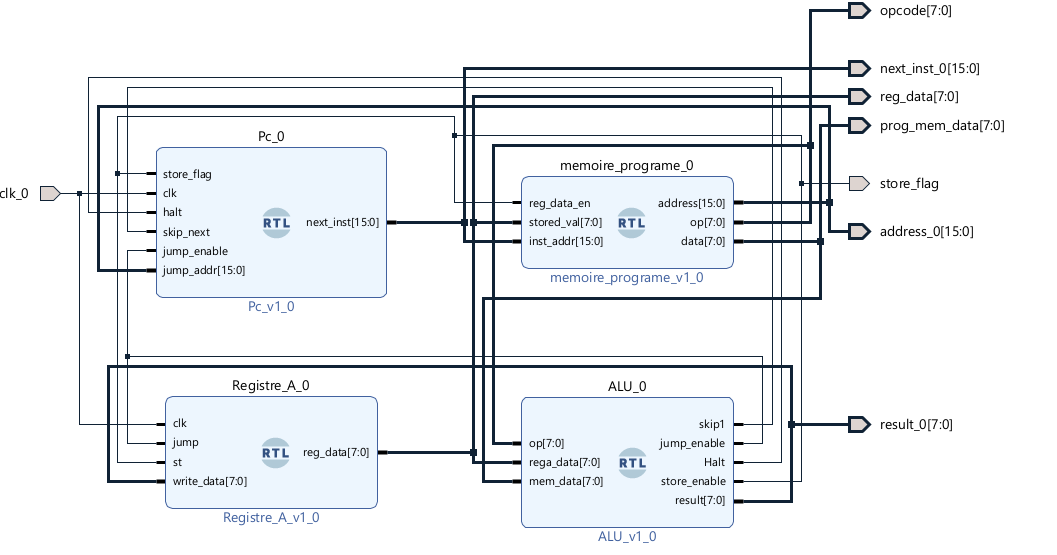 opcode[7:0]
next_inst_0[15:0]
reg_data[7:0]
prog_mem_data[7:0]
store_flag
address_0[15:0]
result_0[7:0]
clk_0
Pc_0
store_flag
clk
halt
skip_next
jump_enable
jump_addr[15:0]
RTL
next_inst[15:0]
Pc_v1_0
memoire_programe_0
reg_data_en
stored_val[7:0]
inst_addr[15:0]
RTL
address[15:0]
op[7:0]
data[7:0]
memoire_programe_v1_0
Registre_A_0
clk
jump
st
write_data[7:0]
RTL
reg_data[7:0]
Registre_A_v1_0
ALU_0
op[7:0]
rega_data[7:0]
mem_data[7:0]
RTL
skip1
jump_enable
Halt
store_enable
result[7:0]
ALU_v1_0